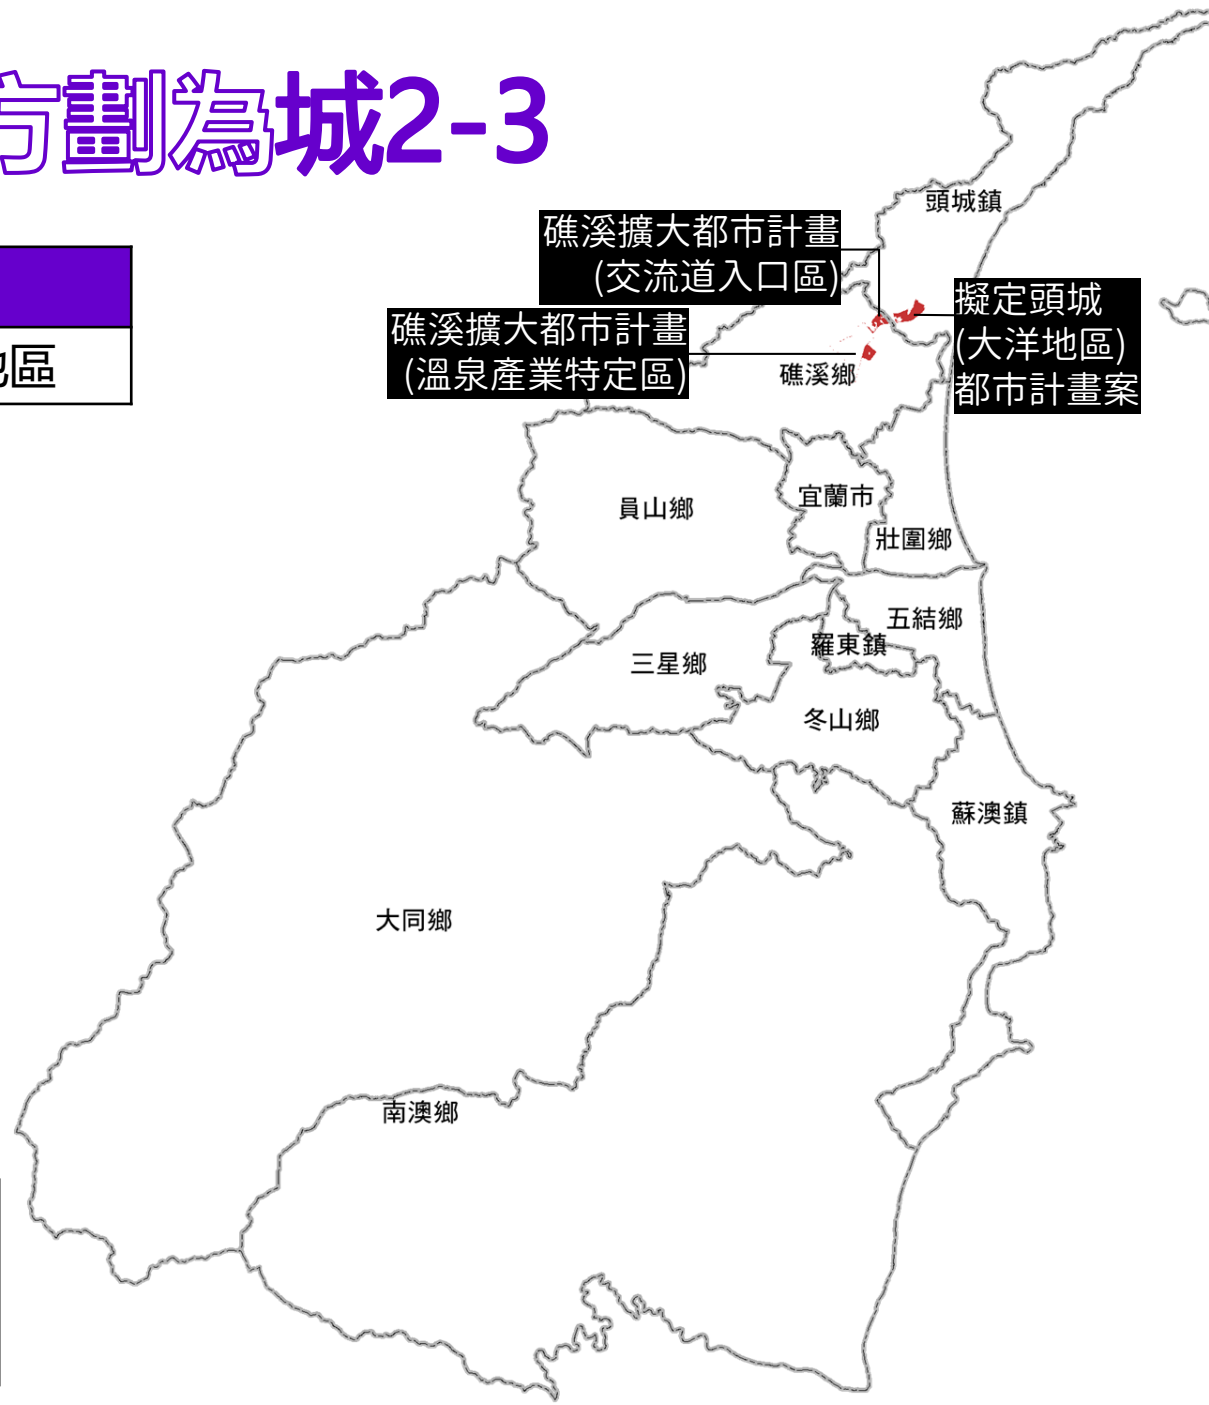 方劃為城2-3
地區
頭城鎮
礁溪擴大都市計畫
(交流道入口區)
擬定頭城
(大洋地區)
都市計畫案
礁溪擴大都市計畫
(溫泉產業特定區)
礁溪鄉
宜蘭市
員山鄉
壯圍鄉
五結鄉
羅東鎮
三星鄉
冬山鄉
蘇澳鎮
大同鄉
南澳鄉